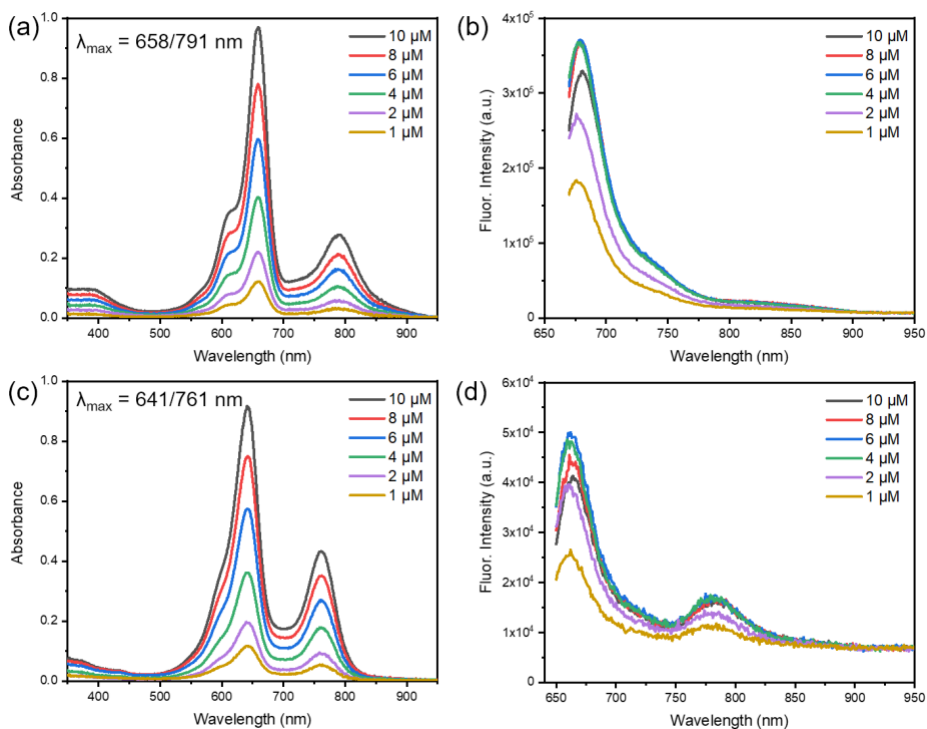 (a)
λmax = 658/791 nm
10 µM
8 µM
6 µM
4 µM
2 µM
1 µM
1.0
0.8
0.6
0.4
0.2
0.0
Absorbance
400 500 600 700 800 900
Wavelength (nm)
(b)
10 µM
8 µM
6 µM
4 µM
2 µM
1 µM
4x10⁵
3x10⁵
2x10⁵
1x10⁵
0
Fluor. Intensity (a.u.)
650 700 750 800 850 900 950
Wavelength (nm)
(c)
λmax = 641/761 nm
10 µM
8 µM
6 µM
4 µM
2 µM
1 µM
1.0
0.8
0.6
0.4
0.2
0.0
Absorbance
400 500 600 700 800 900
Wavelength (nm)
(d)
10 µM
8 µM
6 µM
4 µM
2 µM
1 µM
6x10⁴
5x10⁴
4x10⁴
3x10⁴
2x10⁴
1x10⁴
0
Fluor. Intensity (a.u.)
650 700 750 800 850 900 950
Wavelength (nm)